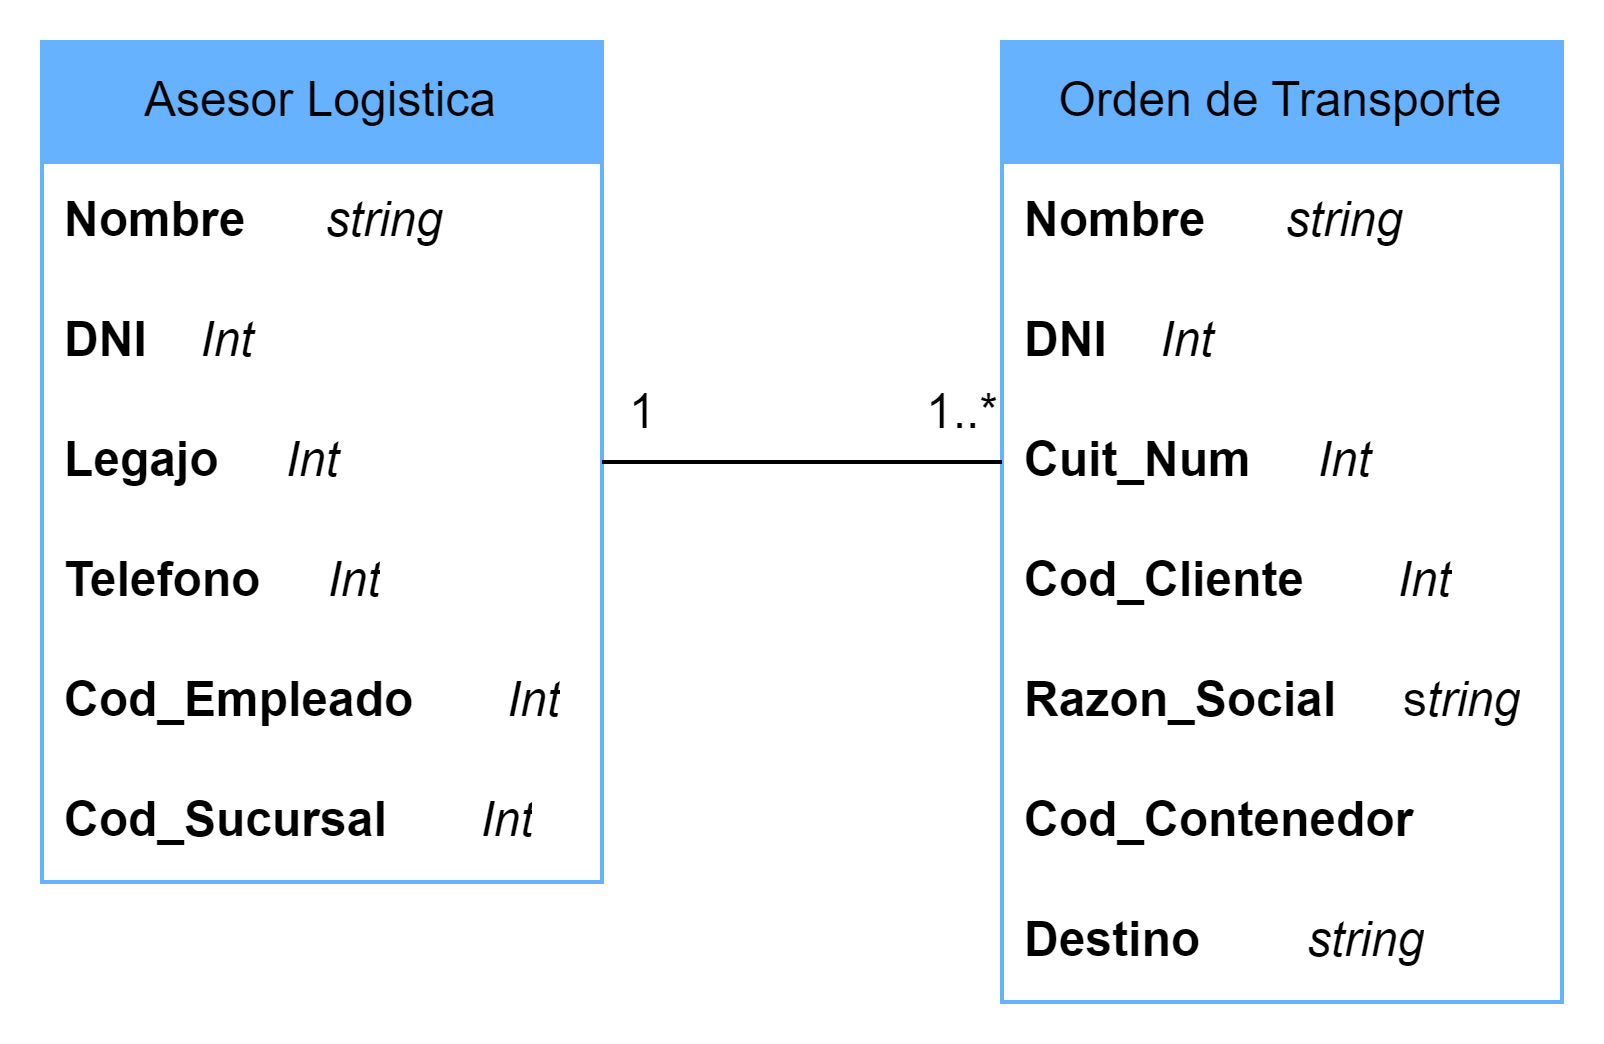 Asesor Logistica
Nombre string
DNI Int
Legajo Int
Telefono Int
Cod_Empleado Int
Cod_Sucursal Int
1 1..*
Orden de Transporte
Nombre string
DNI Int
Cuit_Num Int
Cod_Cliente Int
Razon_Social string
Cod_Contenedor
Destino string